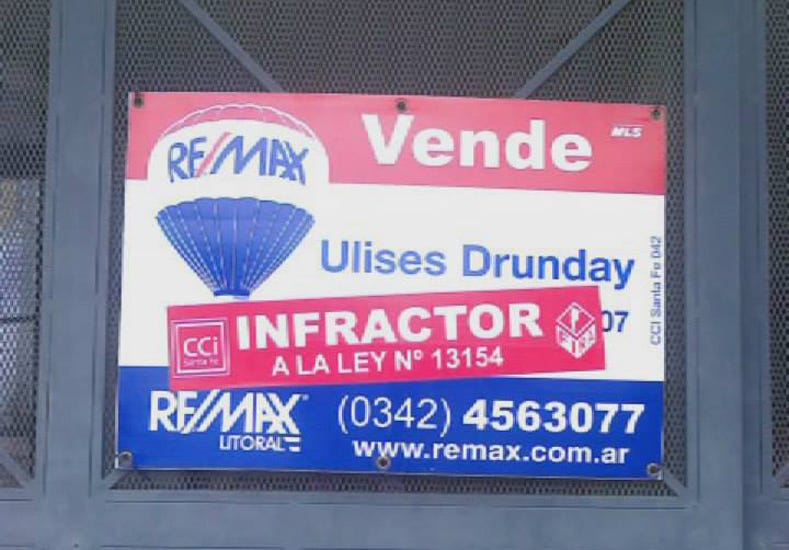 Vende
MLS
RE/MAX
Ulises Drunday
07
CCI Santa Fe 042
CCi
Santa Fe
INFRACTOR
A LA LEY Nº 13154
RE/MAX
LITORAL
(0342) 4563077
www.remax.com.ar